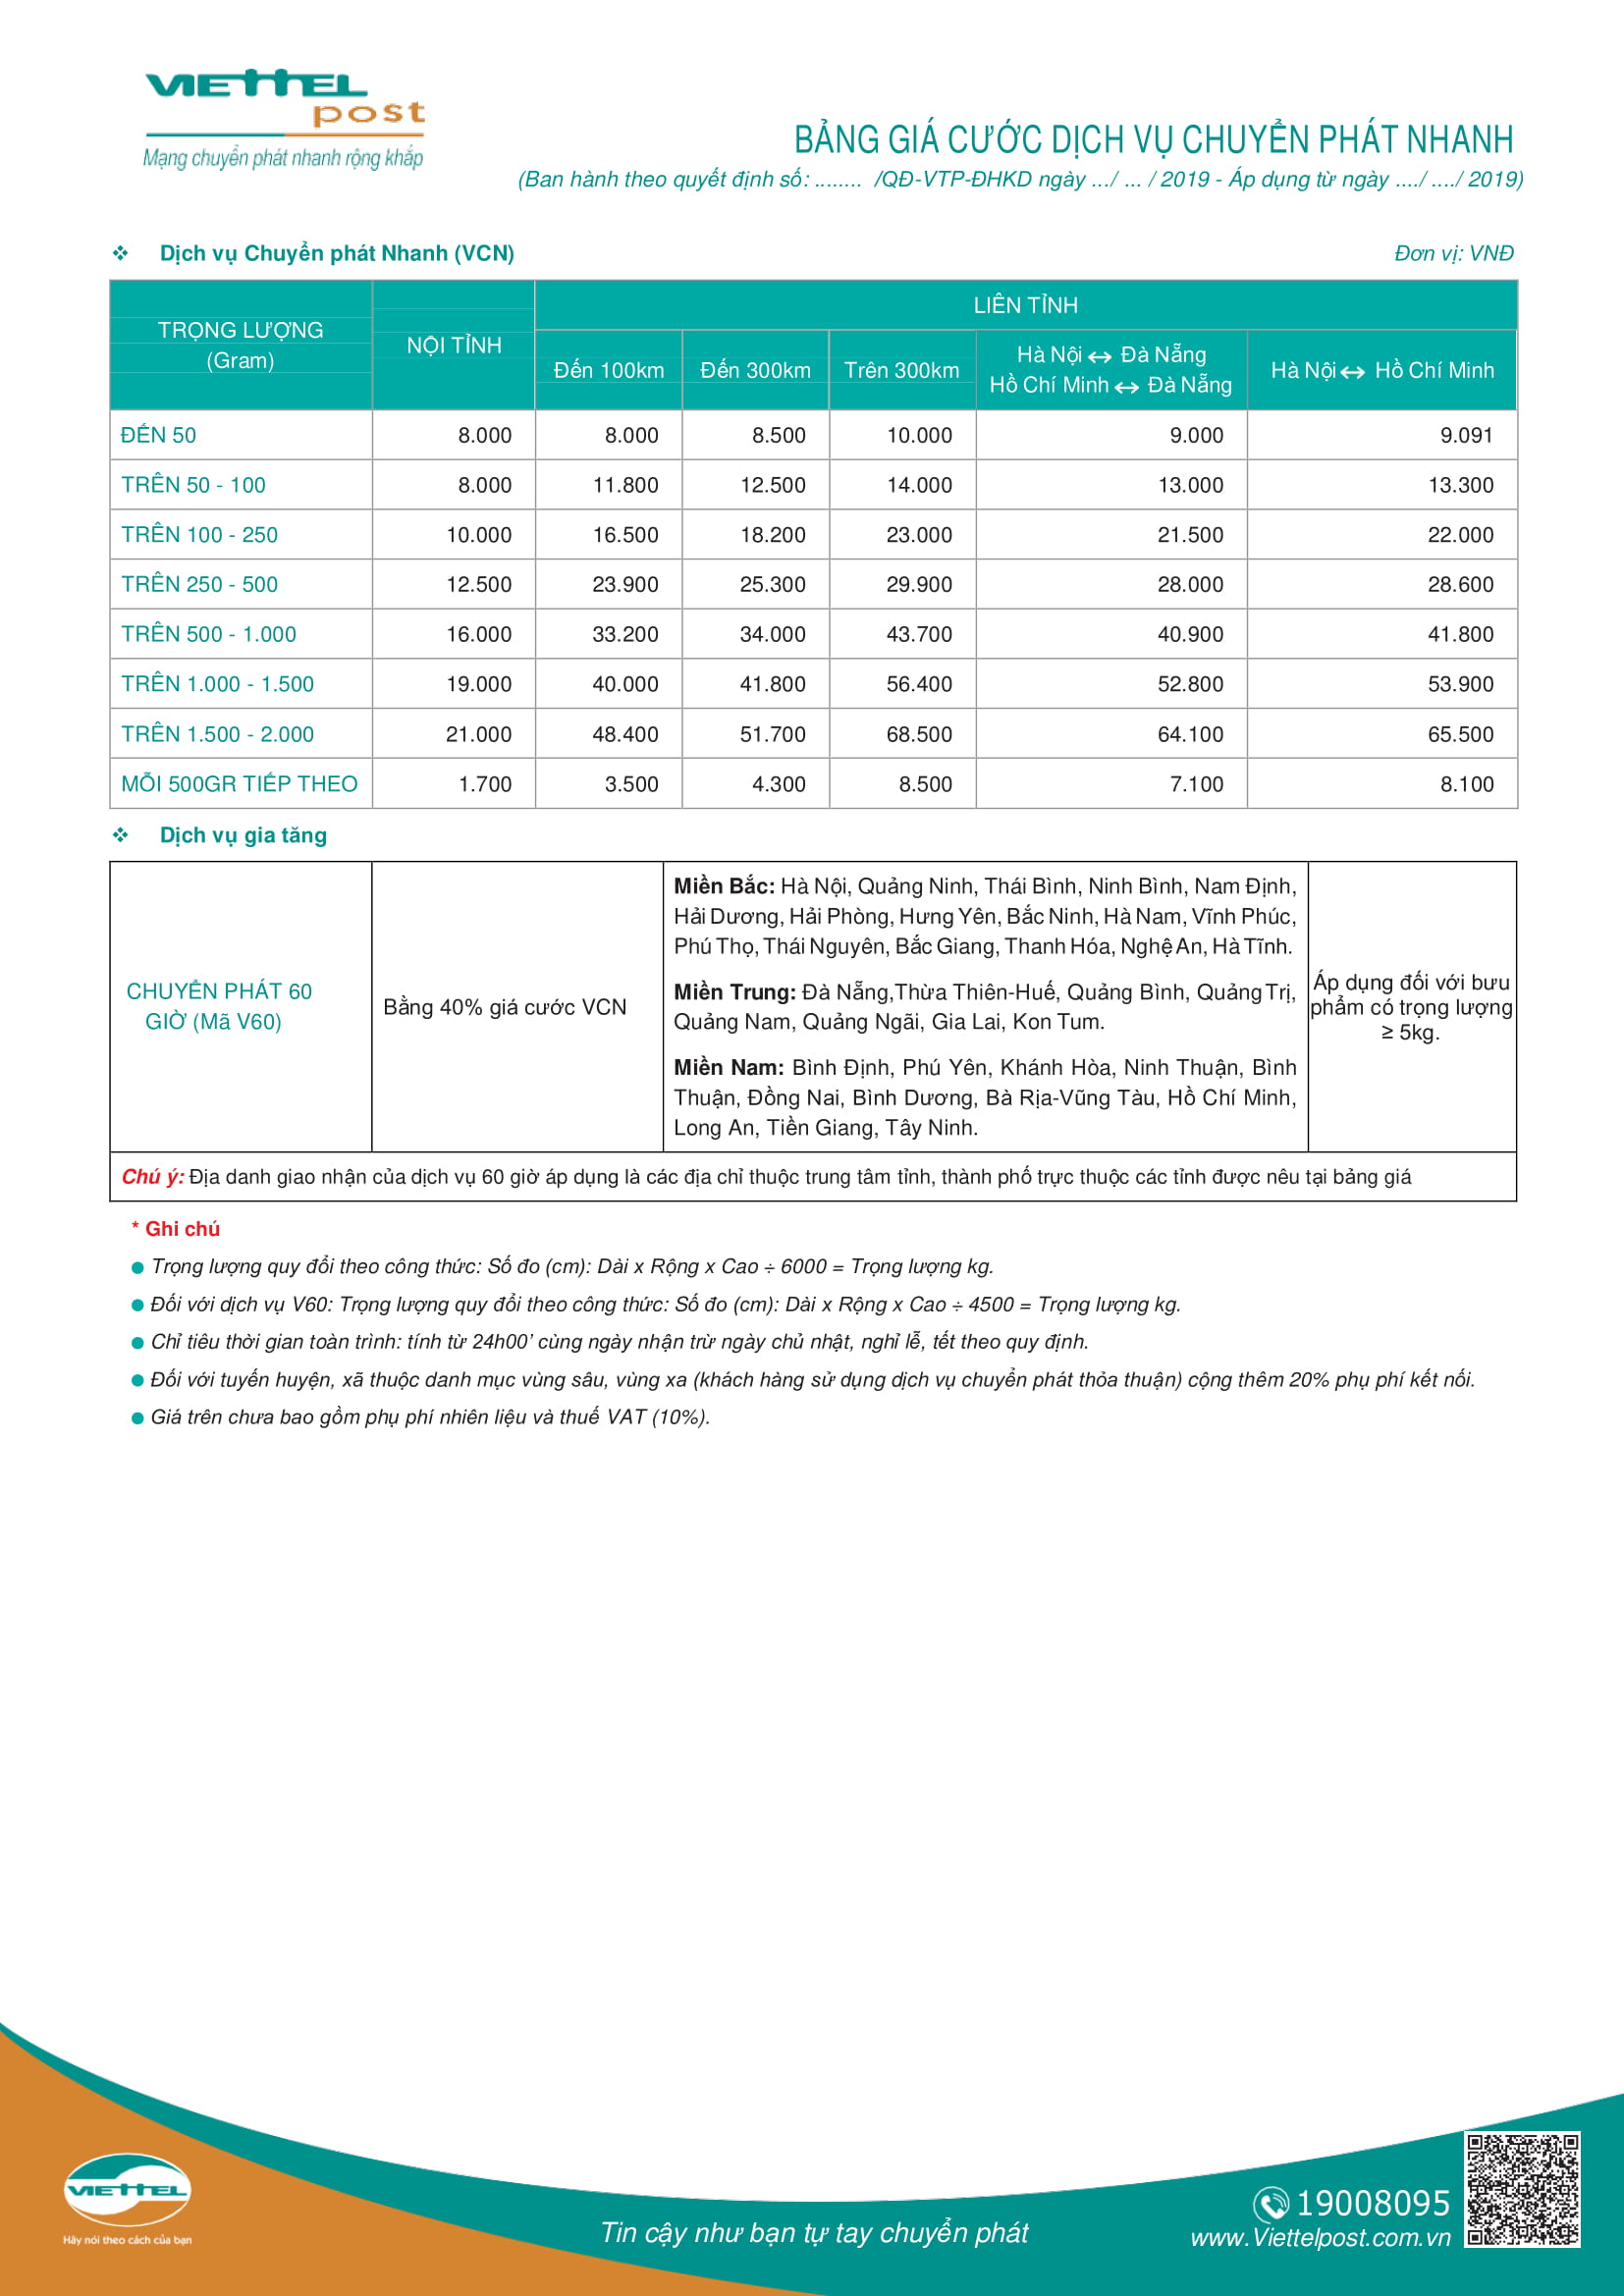 VIETTEL
post
Mạng chuyển phát nhanh rộng khắp
BẢNG GIÁ CƯỚC DỊCH VỤ CHUYỂN PHÁT NHANH
(Ban hành theo quyết định số: ........ /QĐ-VTP-ĐHKD ngày .../ ... / 2019 - Áp dụng từ ngày ..../ ..../ 2019)
❖ Dịch vụ Chuyển phát Nhanh (VCN) Đơn vị: VNĐ
TRỌNG LƯỢNG
(Gram)
NỘI TỈNH
LIÊN TỈNH
Đến 100km Đến 300km Trên 300km
Hà Nội ↔ Đà Nẵng
Hồ Chí Minh ↔ Đà Nẵng
Hà Nội ↔ Hồ Chí Minh
ĐẾN 50 8.000 8.000 8.500 10.000 9.000 9.091
TRÊN 50 - 100 8.000 11.800 12.500 14.000 13.000 13.300
TRÊN 100 - 250 10.000 16.500 18.200 23.000 21.500 22.000
TRÊN 250 - 500 12.500 23.900 25.300 29.900 28.000 28.600
TRÊN 500 - 1.000 16.000 33.200 34.000 43.700 40.900 41.800
TRÊN 1.000 - 1.500 19.000 40.000 41.800 56.400 52.800 53.900
TRÊN 1.500 - 2.000 21.000 48.400 51.700 68.500 64.100 65.500
MỖI 500GR TIẾP THEO 1.700 3.500 4.300 8.500 7.100 8.100
❖ Dịch vụ gia tăng
CHUYỂN PHÁT 60
GIỜ (Mã V60)
Bằng 40% giá cước VCN
Miền Bắc: Hà Nội, Quảng Ninh, Thái Bình, Ninh Bình, Nam Định,
Hải Dương, Hải Phòng, Hưng Yên, Bắc Ninh, Hà Nam, Vĩnh Phúc,
Phú Thọ, Thái Nguyên, Bắc Giang, Thanh Hóa, Nghệ An, Hà Tĩnh.
Miền Trung: Đà Nẵng,Thừa Thiên-Huế, Quảng Bình, Quảng Trị,
Quảng Nam, Quảng Ngãi, Gia Lai, Kon Tum.
Miền Nam: Bình Định, Phú Yên, Khánh Hòa, Ninh Thuận, Bình
Thuận, Đồng Nai, Bình Dương, Bà Rịa-Vũng Tàu, Hồ Chí Minh,
Long An, Tiền Giang, Tây Ninh.
Áp dụng đối với bưu
phẩm có trọng lượng
≥ 5kg.
Chú ý: Địa danh giao nhận của dịch vụ 60 giờ áp dụng là các địa chỉ thuộc trung tâm tỉnh, thành phố trực thuộc các tỉnh được nêu tại bảng giá
* Ghi chú
● Trọng lượng quy đổi theo công thức: Số đo (cm): Dài x Rộng x Cao ÷ 6000 = Trọng lượng kg.
● Đối với dịch vụ V60: Trọng lượng quy đổi theo công thức: Số đo (cm): Dài x Rộng x Cao ÷ 4500 = Trọng lượng kg.
● Chỉ tiêu thời gian toàn trình: tính từ 24h00’ cùng ngày nhận trừ ngày chủ nhật, nghỉ lễ, tết theo quy định.
● Đối với tuyến huyện, xã thuộc danh mục vùng sâu, vùng xa (khách hàng sử dụng dịch vụ chuyển phát thỏa thuận) cộng thêm 20% phụ phí kết nối.
● Giá trên chưa bao gồm phụ phí nhiên liệu và thuế VAT (10%).
VIETTEL
Hãy nói theo cách của bạn
Tin cậy như bạn tự tay chuyển phát
19008095
www.Viettelpost.com.vn